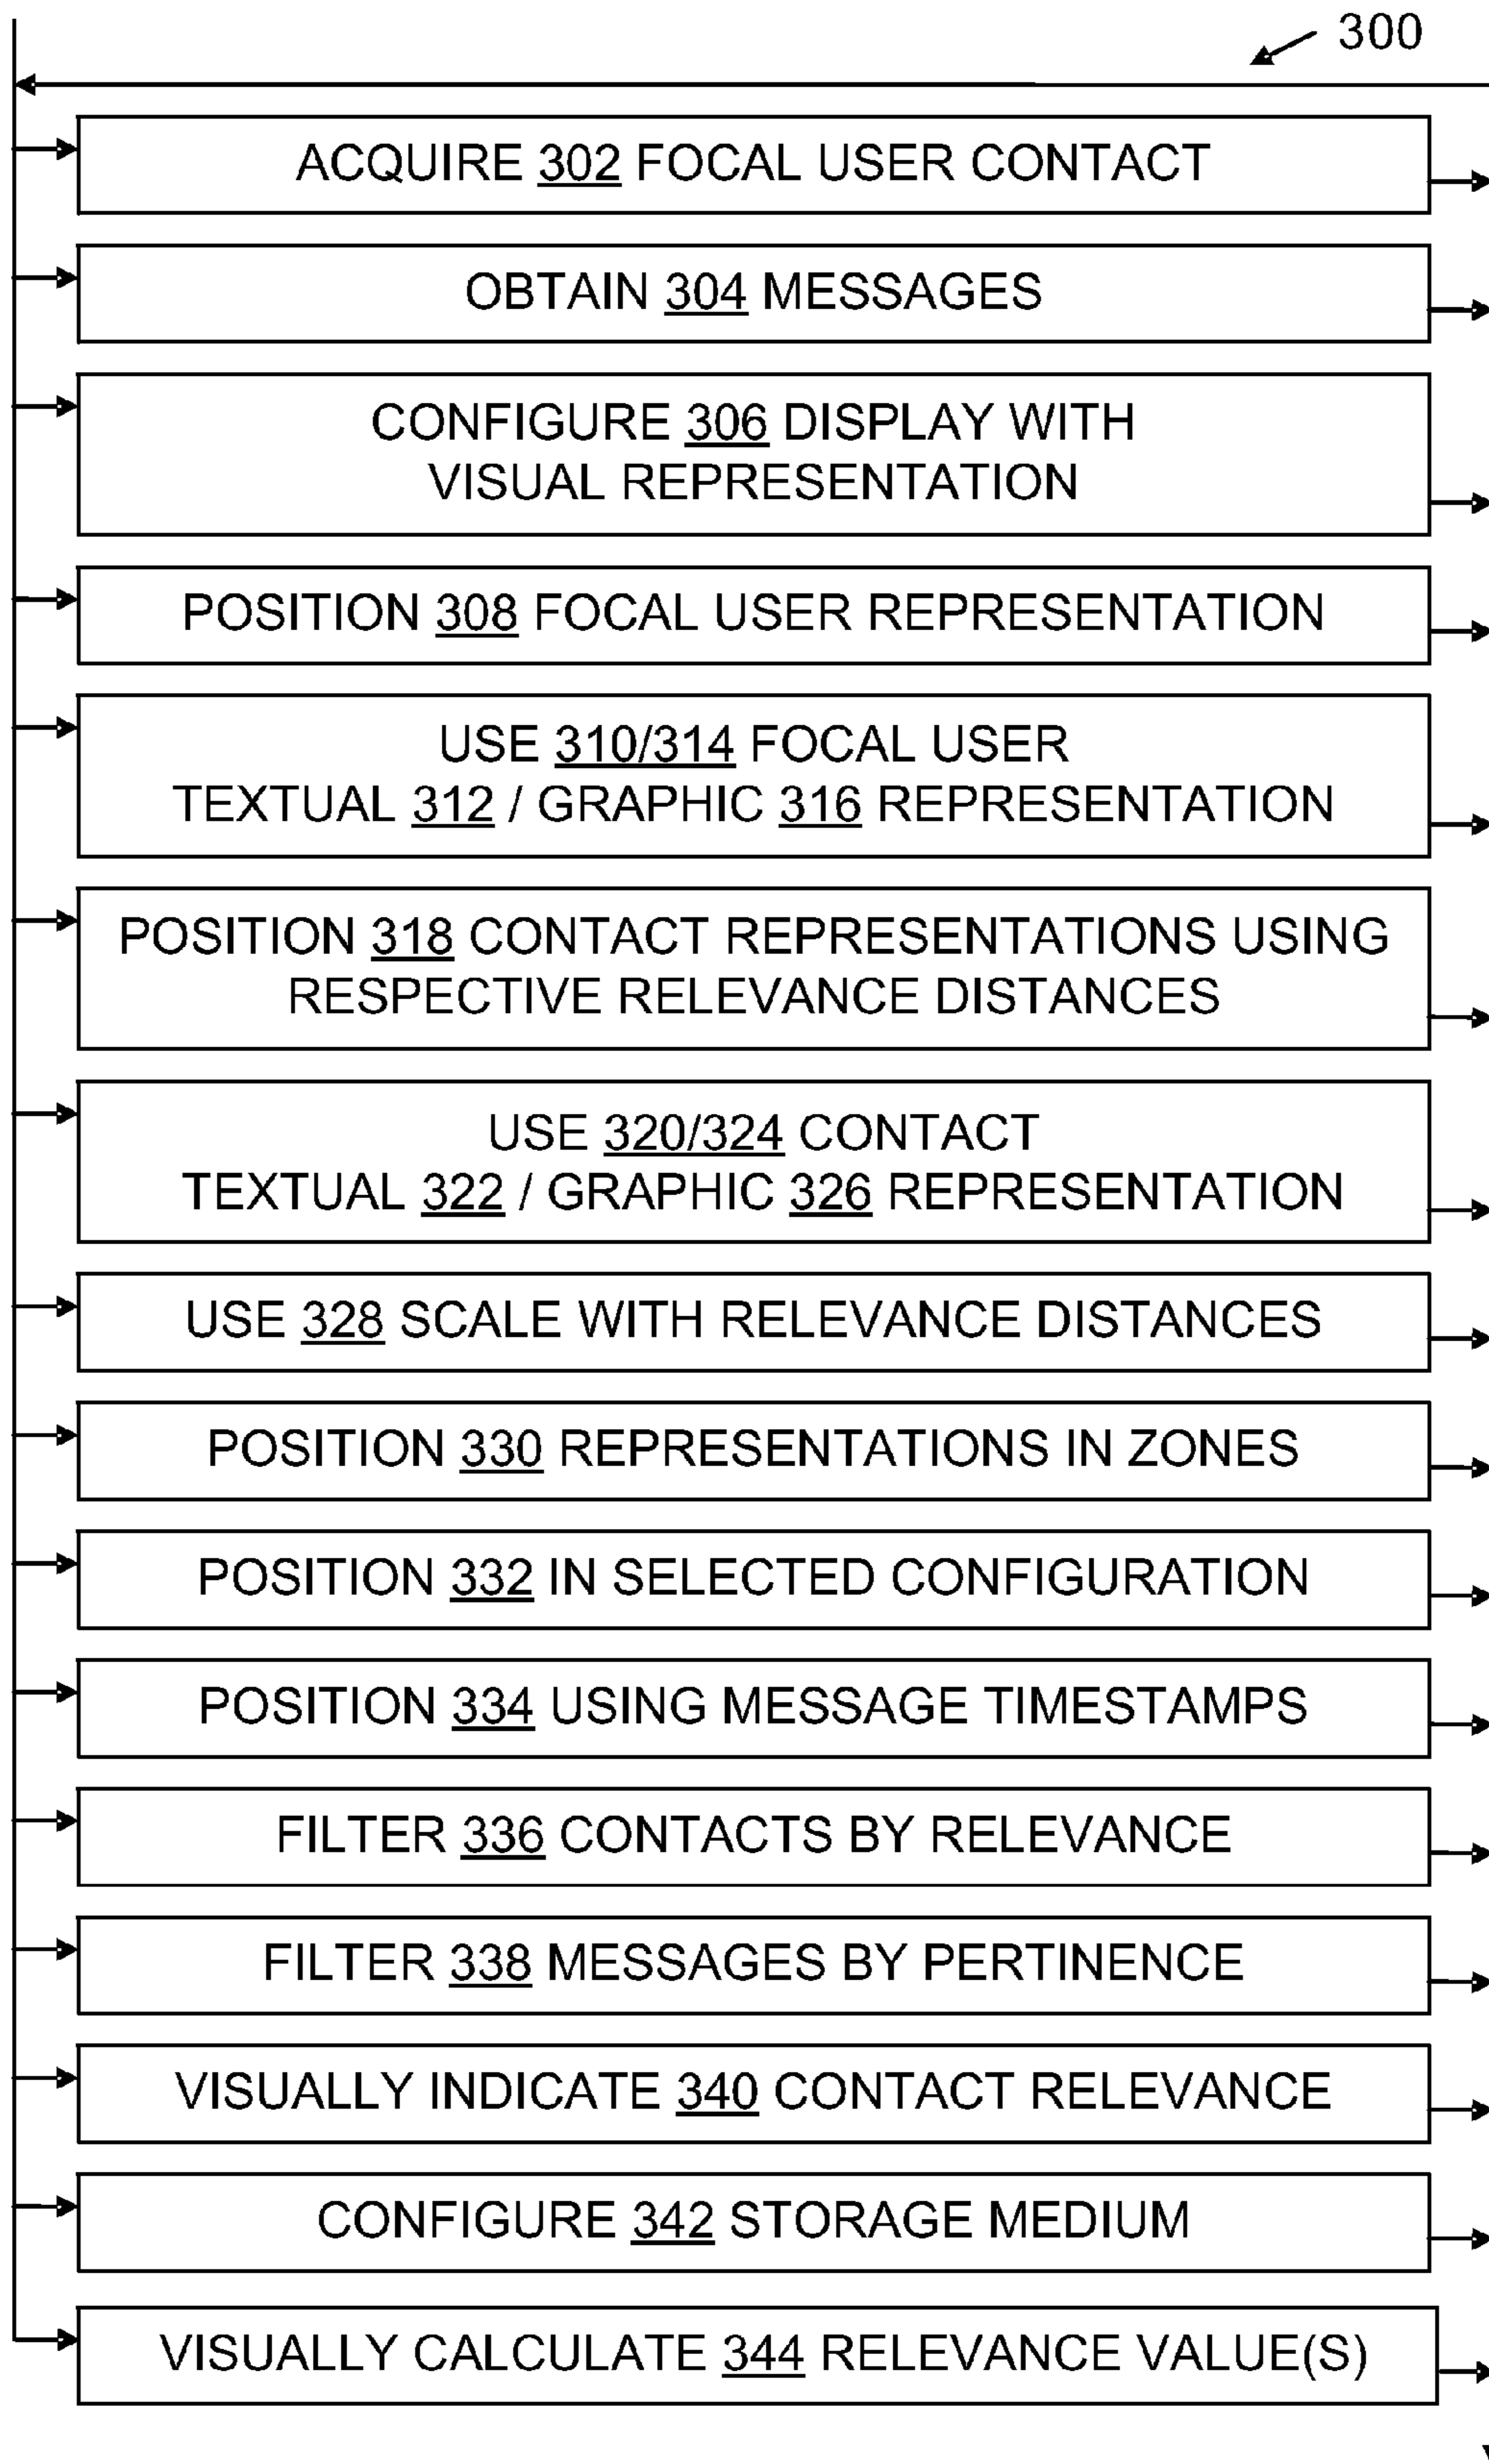 300
ACQUIRE 302 FOCAL USER CONTACT
OBTAIN 304 MESSAGES
CONFIGURE 306 DISPLAY WITH
VISUAL REPRESENTATION
POSITION 308 FOCAL USER REPRESENTATION
USE 310/314 FOCAL USER
TEXTUAL 312 / GRAPHIC 316 REPRESENTATION
POSITION 318 CONTACT REPRESENTATIONS USING
RESPECTIVE RELEVANCE DISTANCES
USE 320/324 CONTACT
TEXTUAL 322 / GRAPHIC 326 REPRESENTATION
USE 328 SCALE WITH RELEVANCE DISTANCES
POSITION 330 REPRESENTATIONS IN ZONES
POSITION 332 IN SELECTED CONFIGURATION
POSITION 334 USING MESSAGE TIMESTAMPS
FILTER 336 CONTACTS BY RELEVANCE
FILTER 338 MESSAGES BY PERTINENCE
VISUALLY INDICATE 340 CONTACT RELEVANCE
CONFIGURE 342 STORAGE MEDIUM
VISUALLY CALCULATE 344 RELEVANCE VALUE(S)